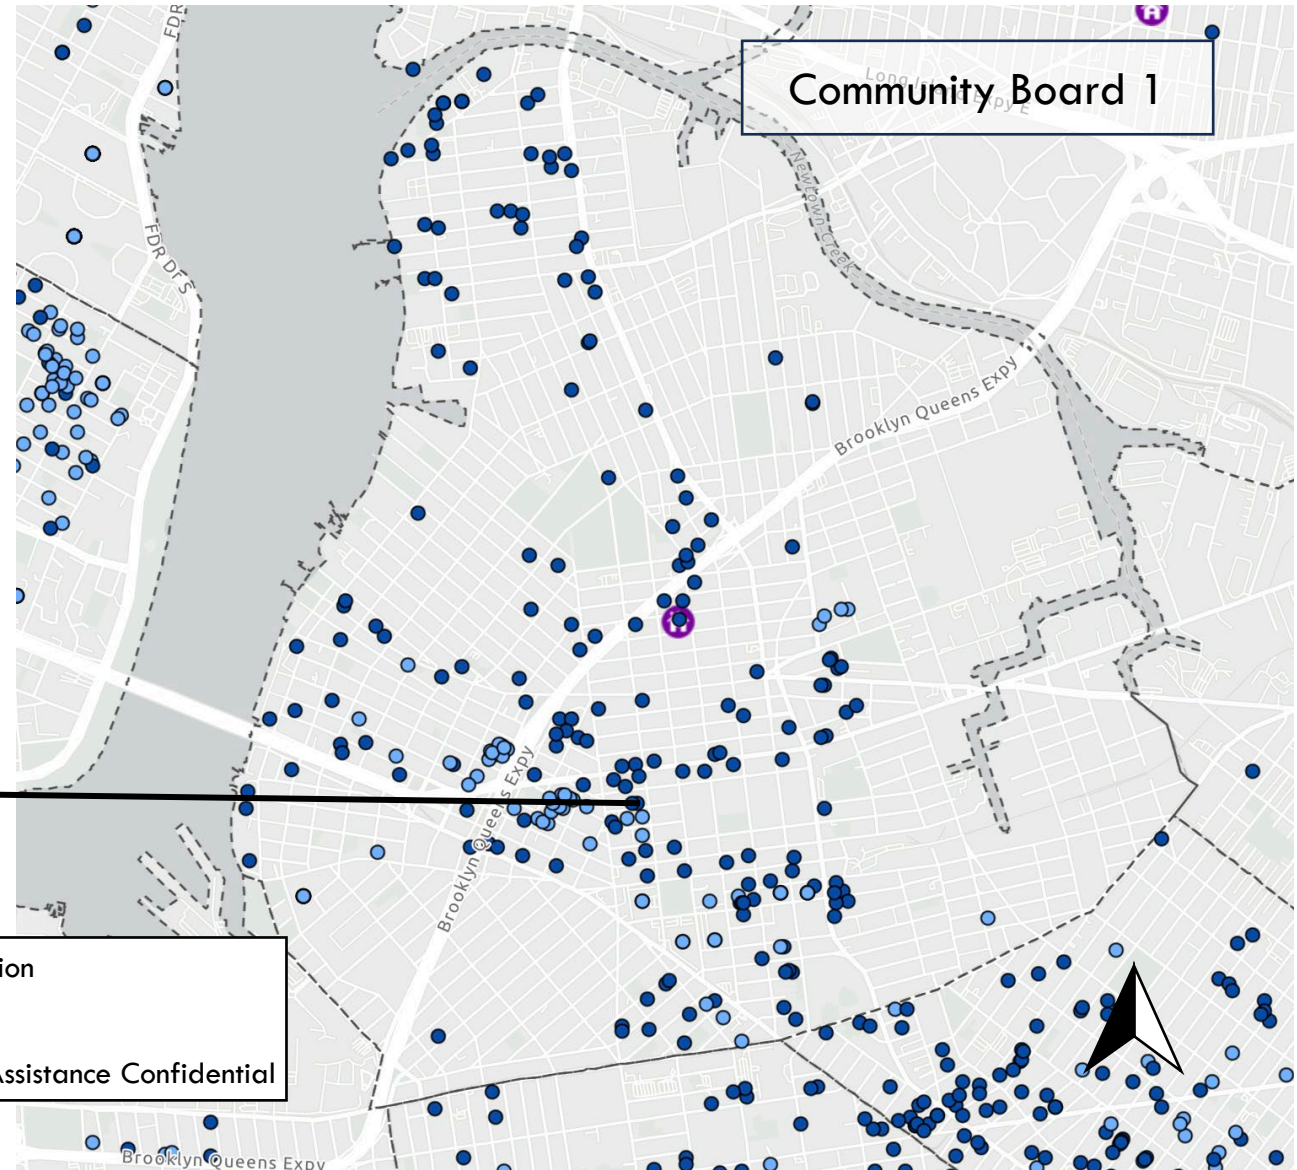 FDR
Community Board 1
Long Island Expy E
Newtown Creek
FDR Dr S
Brooklyn Queens Expy
Brooklyn Queens Expy
ion
Assistance Confidential
Brooklyn Queens Expy